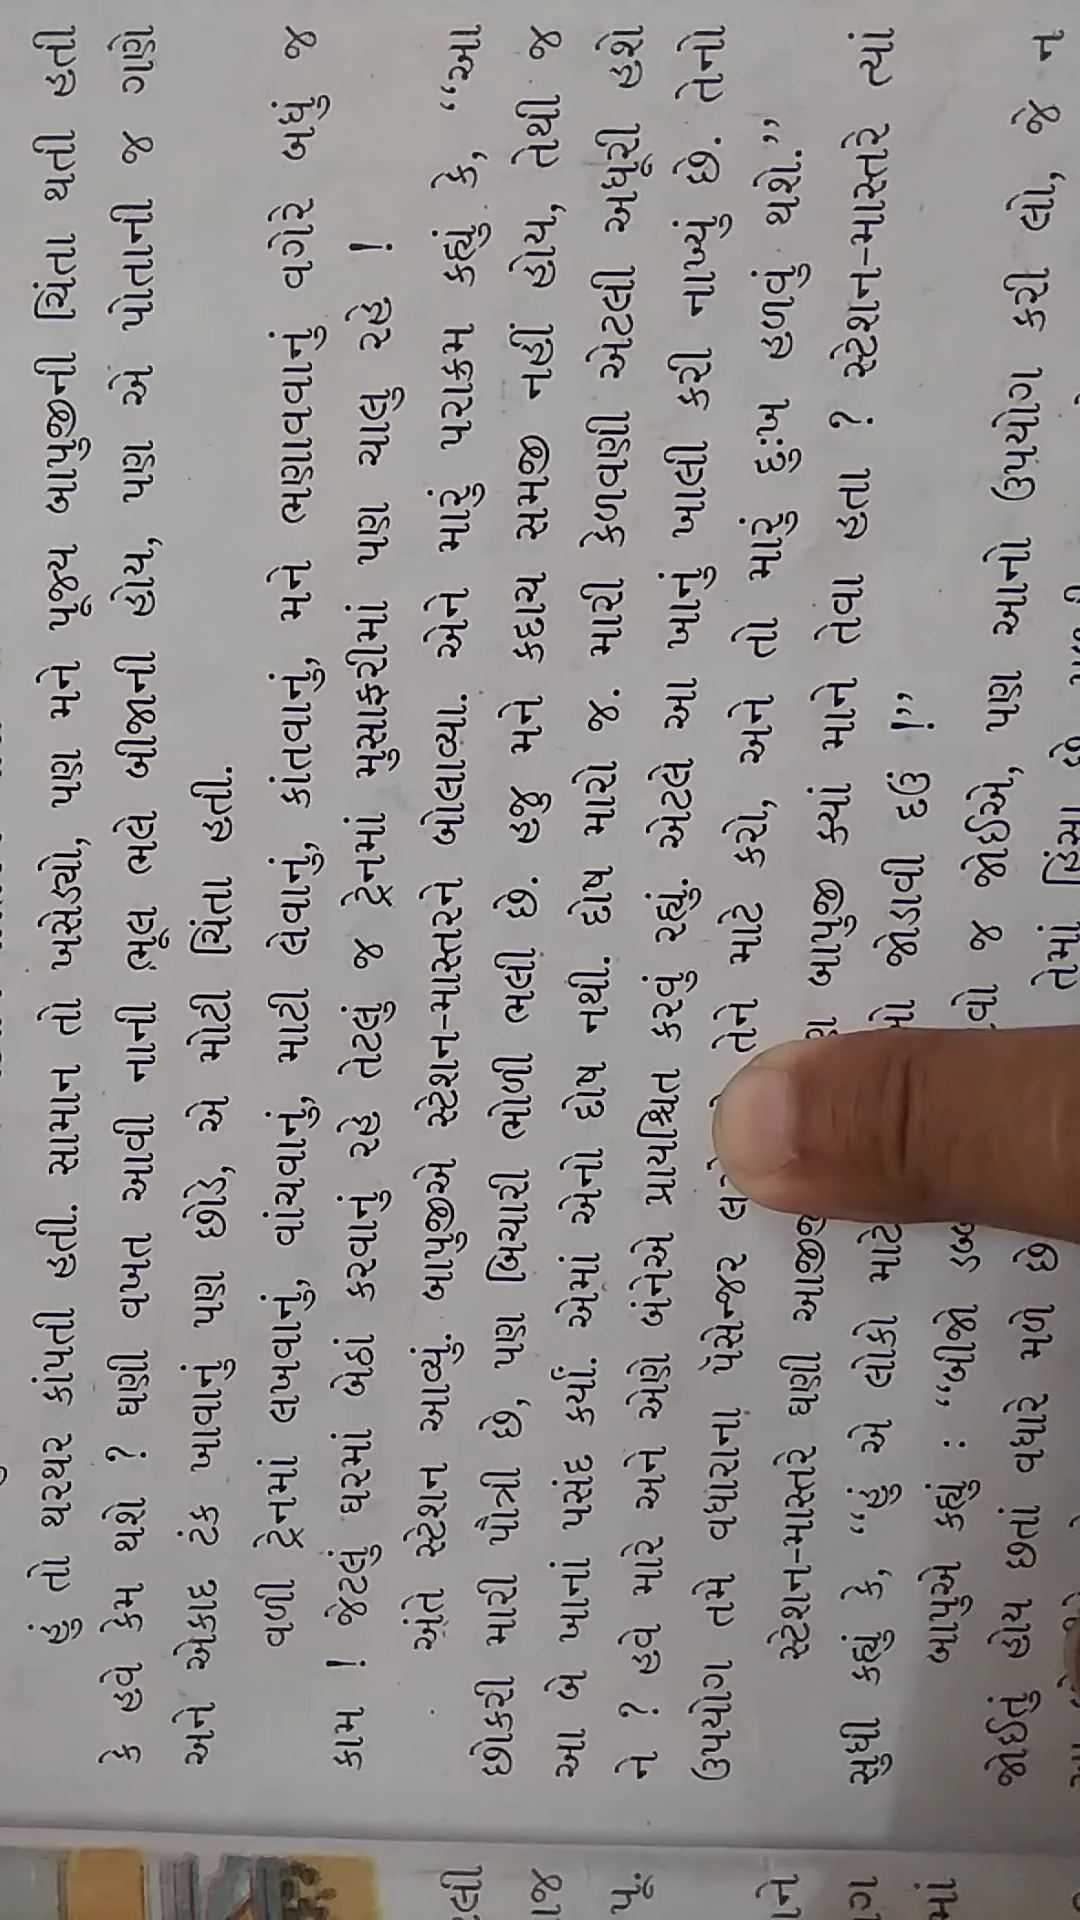 હું તો થરથર કાંપતી હતી. સામાન તો ખસેડ્યો, પણ મને પૂજ્ય બાપુજીની ચિંતા થતી હતી
કે હવે કેમ થશે ? ઘણી વખત આવી નાની ભૂલ ભલે બીજાની હોય, પણ એ પોતાની જ ગણે
અને એકાદ ટંક ખાવાનું પણ છોડે, એ મોટી ચિંતા હતી.
વળી ટ્રેનમાં લખવાનું, વાંચવાનું, માટી લેવાનું, કાંતવાનું, મને ભણાવવાનું વગેરે બધું જ
કામ ! જેટલું ઘરમાં બેઠાં કરવાનું રહે તેટલું જ ટ્રેનમાં મુસાફરીમાં પણ ચાલુ રહે !
અંતે સ્ટેશન આવ્યું. બાપુજીએ સ્ટેશન-માસ્તરને બોલાવ્યા. એને મારું પરાક્રમ કહ્યું કે, “આ
છોકરી મારી પૌત્રી છે, પણ બિચારી ભોળી ભલી છે. હજુ મને કદાચ સમજી નહીં હોય, તેથી જ
આ બે ખાનાં પસંદ કર્યાં. એમાં એનો દોષ નથી. દોષ મારો જ. મારી કેળવણી એટલી અધૂરી હશે
ને ? હવે મારે અને એણે બંનેએ પ્રાયશ્ચિત કરવું રહ્યું. એટલે આ ખાનું ખાલી કરી નાખ્યું છે. તેનો
ઉપયોગ તમે વધારાના પૅસેન્જર તેને માટે કરો, અને તો મારું દુઃખ હળવું થશે.”
સ્ટેશન-માસ્તરે ઘણી બાપુજી ક્યાં માને તેવા હતા ? સ્ટેશન-માસ્તરે ત્યાં
સુધી કહ્યું કે, “હું એ લોકો માટે જોડાવી દઉં !”
બાપુએ કહ્યું : “બીજો જ જોઈએ, પણ આનો ઉપયોગ કરી લો, જે ન
જોઈતું હોય છતાં વધારે મળે છે તેમાં હિંસા છે
ટલી
ાજ
પૂ.
ાને
ાણ
માં